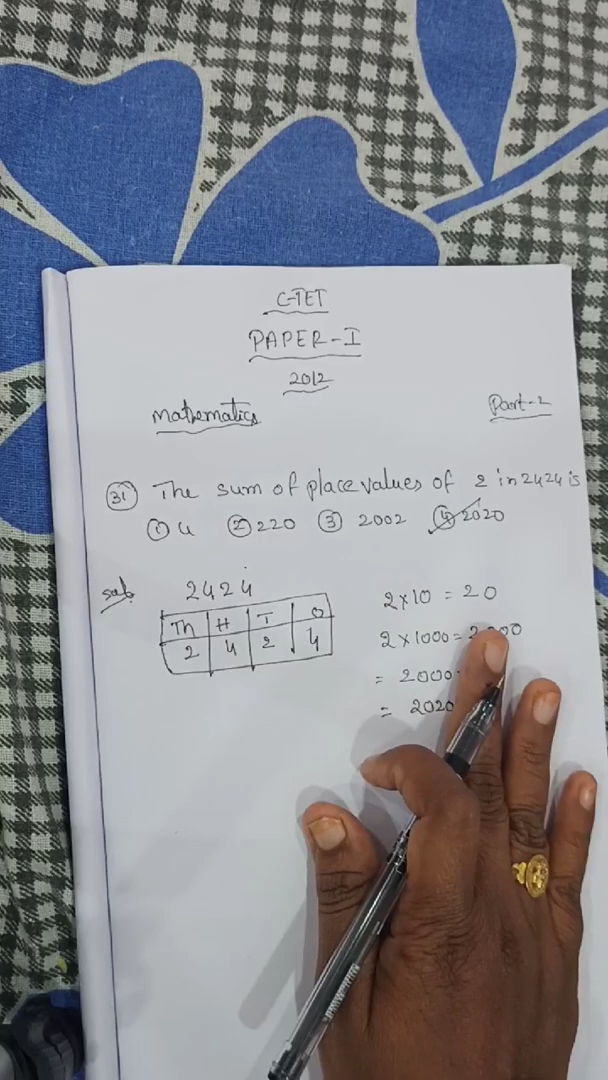 C-TET
PAPER-I
2012
Mathematics
Part-2
31 The sum of place values of 2 in 2424 is
① 4 ② 220 ③ 2002 ④ 2020
Sol. 2424
Th H T O
2 4 2 4
2×10 = 20
2×1000 = 2000
= 2000
= 2020